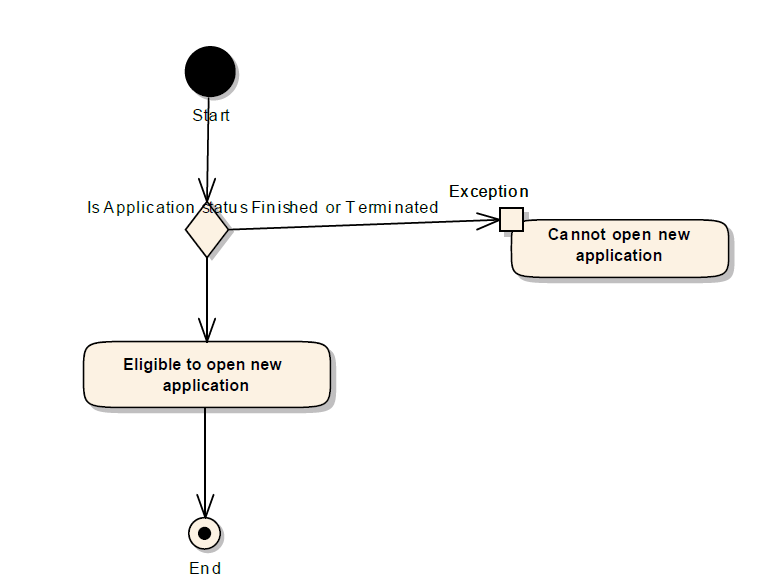 Start
Exception
Is Application status Finished or Terminated
Cannot open new
application
Eligible to open new
application
End